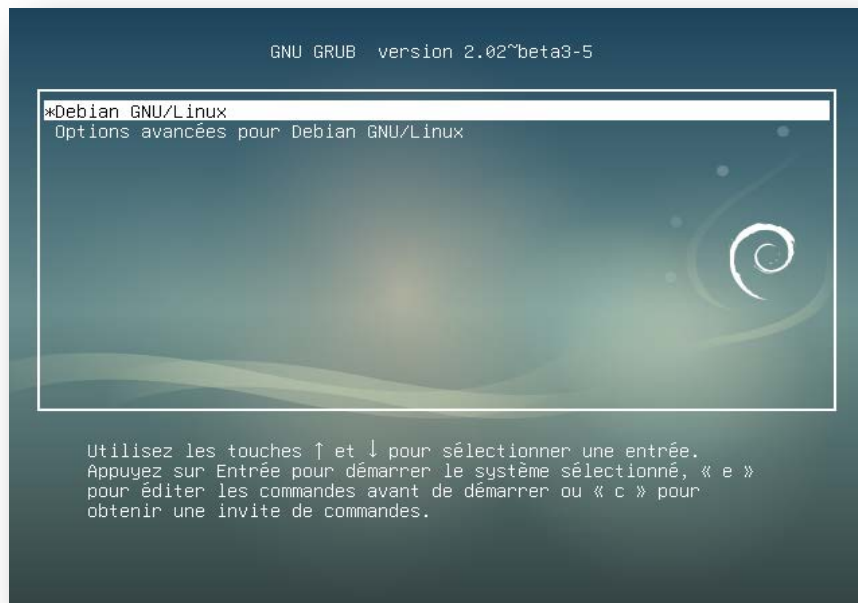 GNU GRUB version 2.02~beta3-5
*Debian GNU/Linux
Options avancées pour Debian GNU/Linux
Utilisez les touches ↑ et ↓ pour sélectionner une entrée.
Appuyez sur Entrée pour démarrer le système sélectionné, « e »
pour éditer les commandes avant de démarrer ou « c » pour
obtenir une invite de commandes.